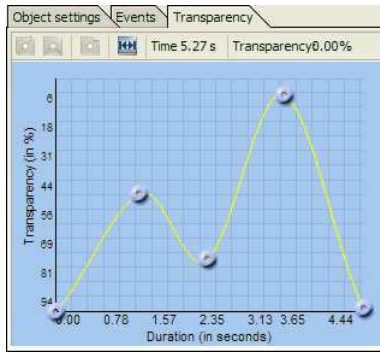 Object settings Events Transparency
Time 5.27 s Transparency0.00%
Transparency (in %)
6
18
31
44
56
69
81
94
0.00 0.78 1.57 2.35 3.13 3.65 4.44
Duration (in seconds)